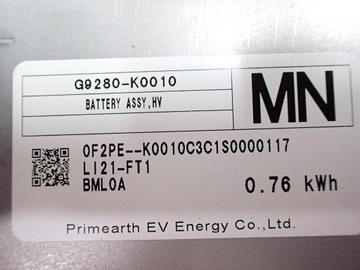 G9280-K0010
BATTERY ASSY,HV
MN
0F2PE--K0010C3C1S0000117
LI21-FT1
BML0A
0.76 kWh
Primearth EV Energy Co.,Ltd.